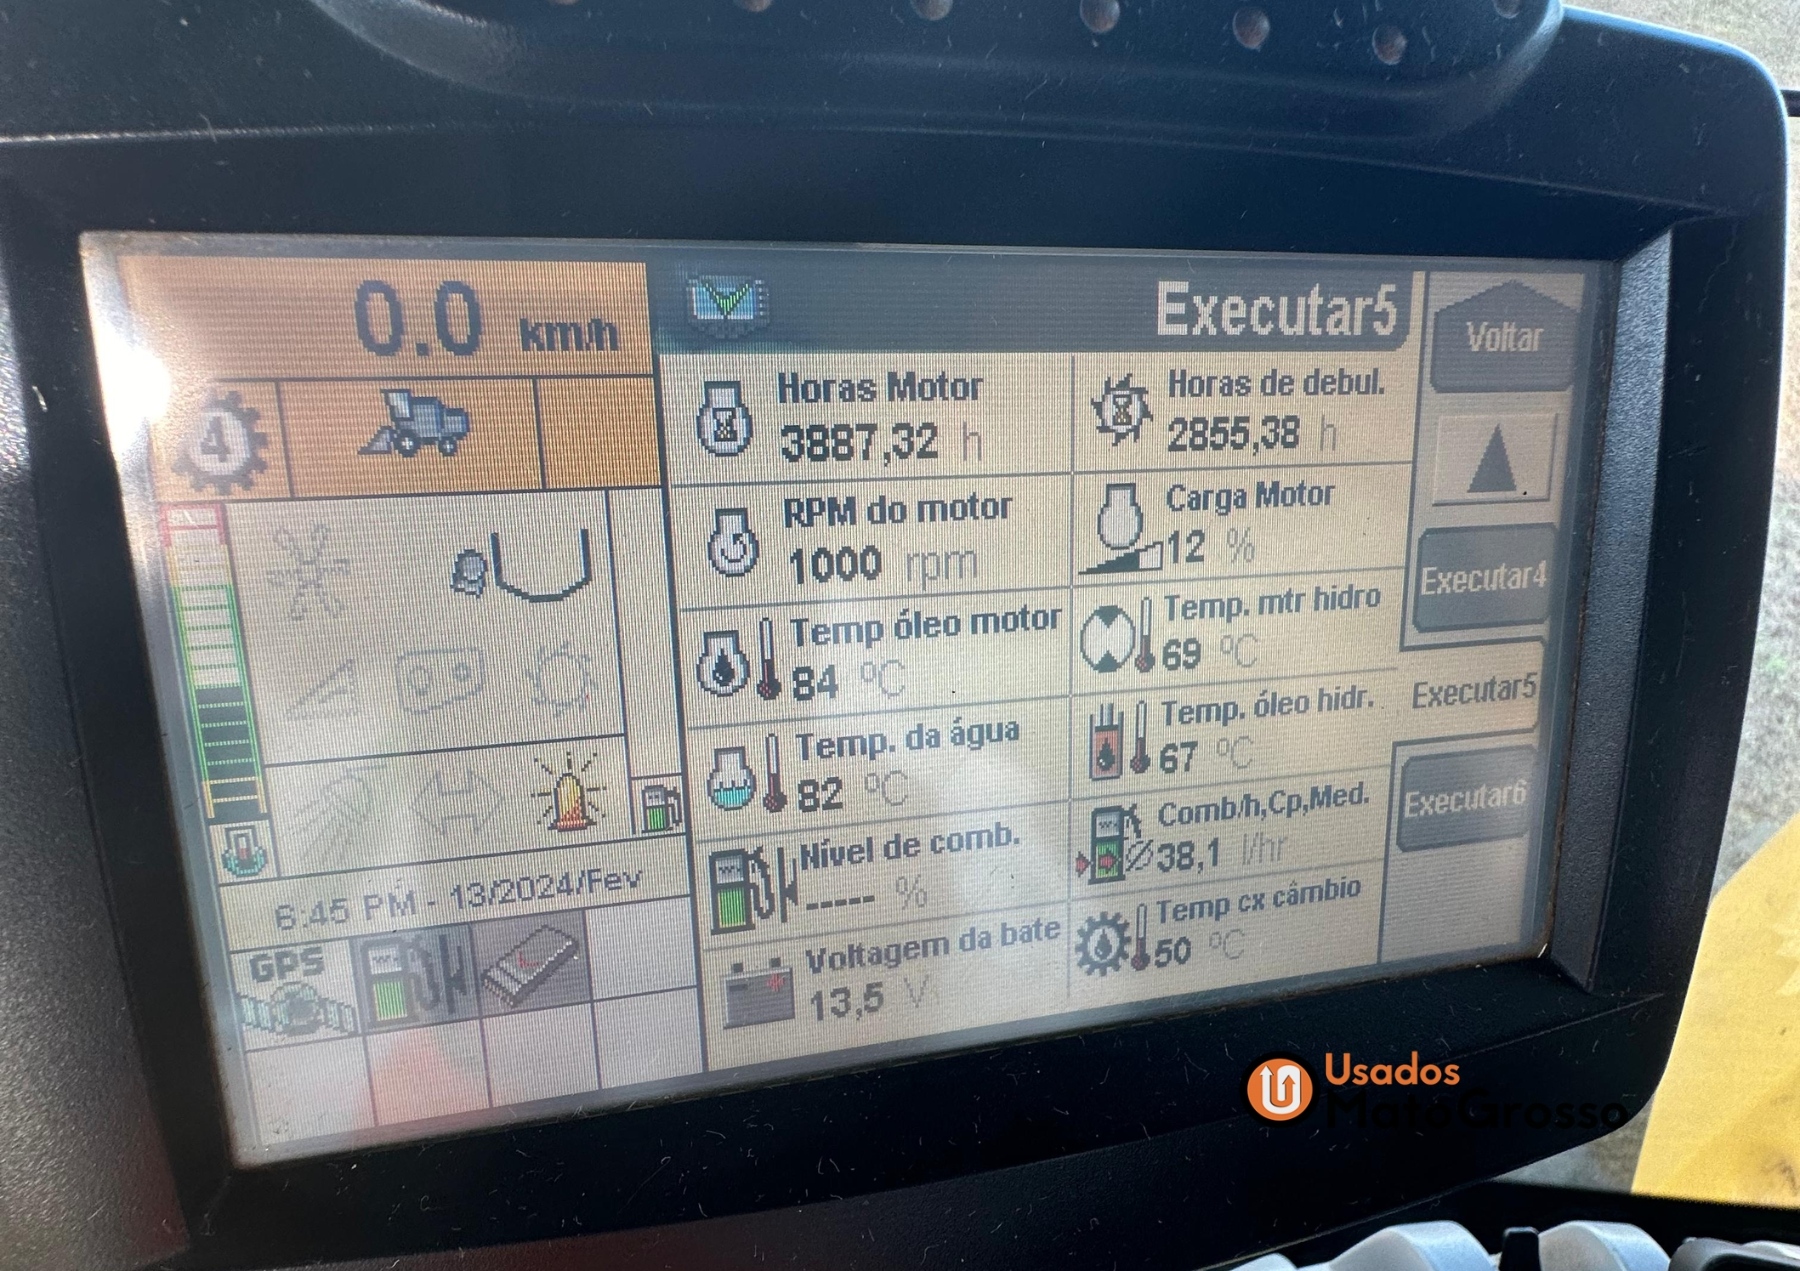 0.0 km/h
4
Executar5
Voltar
Horas Motor
3887,32 h
Horas de debul.
2855,38 h
RPM do motor
1000 rpm
Carga Motor
12 %
Executar4
Temp óleo motor
84 °C
Temp. mtr hidro
69 °C
Executar5
Temp. da água
82 °C
Temp. óleo hidr.
67 °C
Executar6
Nível de comb.
----- %
Comb/h,Cp,Med.
38,1 l/hr
6:45 PM - 13/2024/Fev
Voltagem da bate
13,5 V
Temp cx câmbio
50 °C
GPS
Usados
MatoGrosso